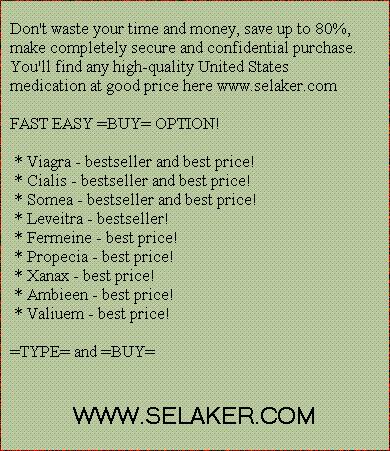 Don't waste your time and money, save up to 80%,
make completely secure and confidential purchase.
You'll find any high-quality United States
medication at good price here www.selaker.com
FAST EASY =BUY= OPTION!
* Viagra - bestseller and best price!
* Cialis - bestseller and best price!
* Somea - bestseller and best price!
* Leveitra - bestseller!
* Fermeine - best price!
* Propecia - best price!
* Xanax - best price!
* Ambieen - best price!
* Valiuem - best price!
=TYPE= and =BUY=
WWW.SELAKER.COM